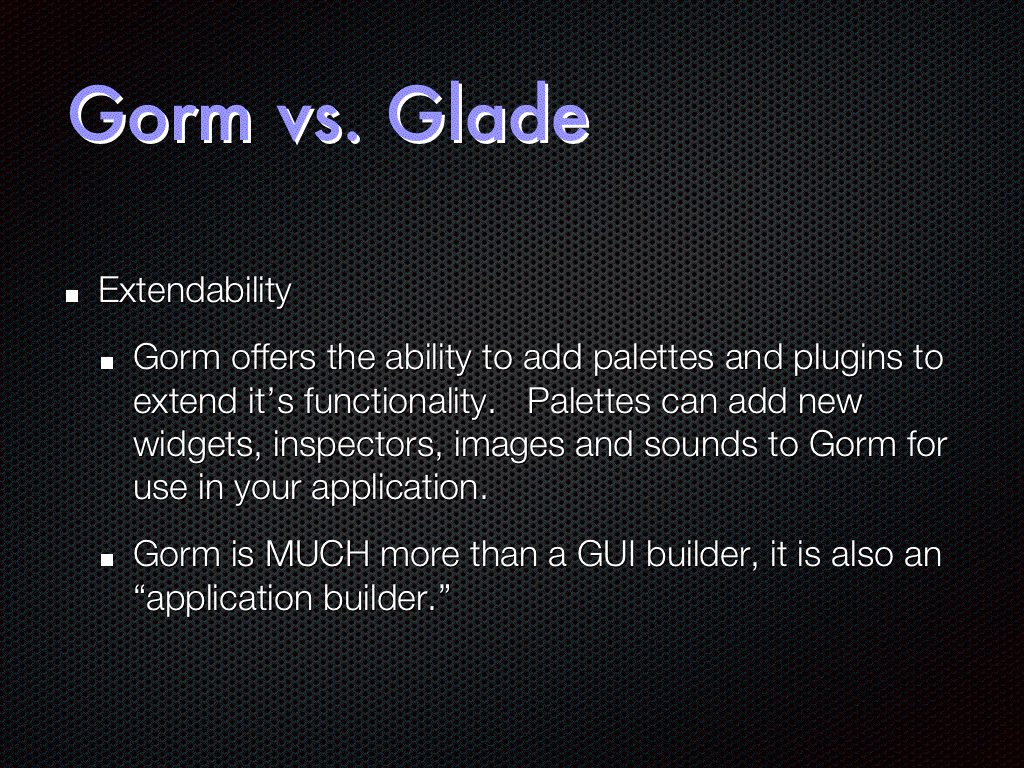 Gorm vs. Glade
Extendability
Gorm offers the ability to add palettes and plugins to
extend it’s functionality.   Palettes can add new
widgets, inspectors, images and sounds to Gorm for
use in your application.
Gorm is MUCH more than a GUI builder, it is also an
“application builder.”